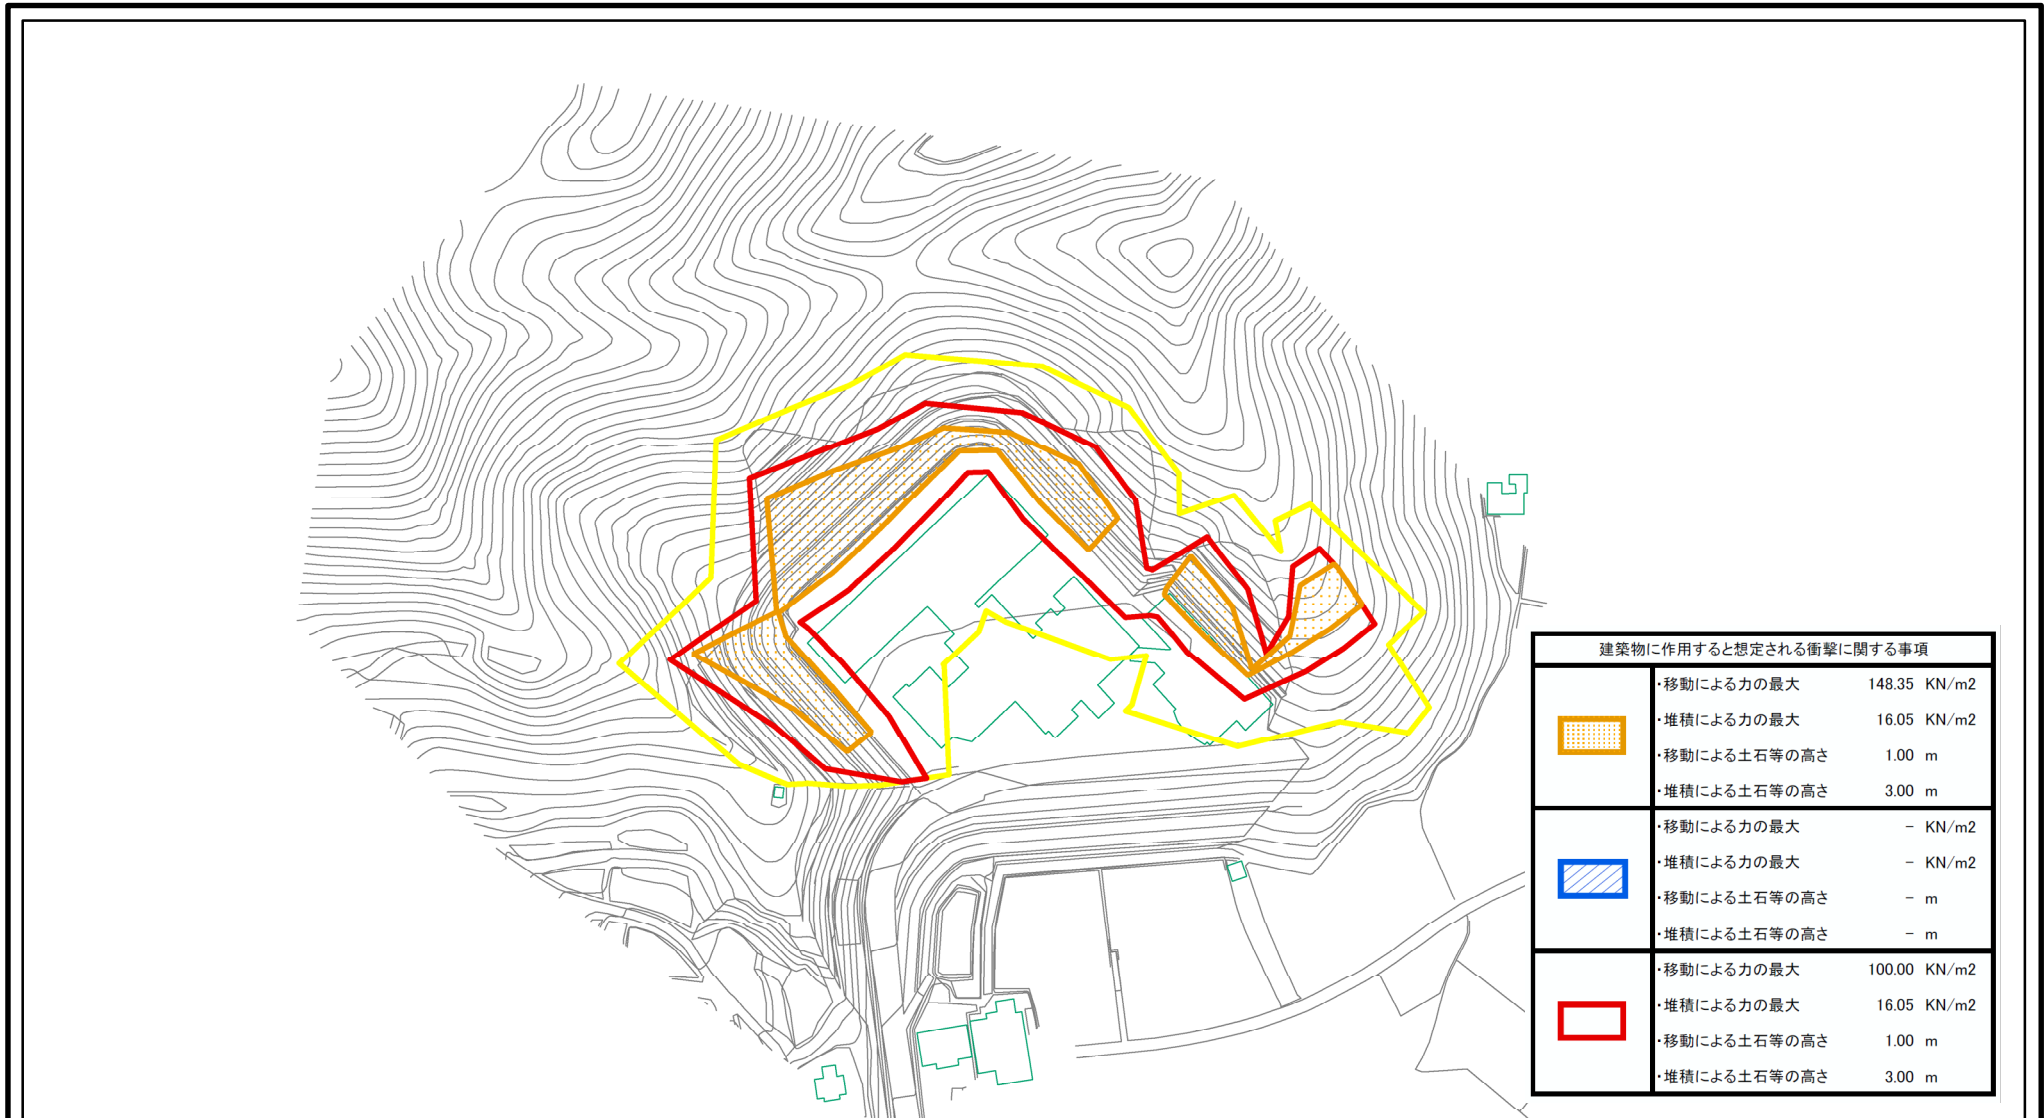 建築物に作用すると想定される衝撃に関する事項
・移動による力の最大 148.35 KN/m2
・堆積による力の最大 16.05 KN/m2
・移動による土石等の高さ 1.00 m
・堆積による土石等の高さ 3.00 m
・移動による力の最大 - KN/m2
・堆積による力の最大 - KN/m2
・移動による土石等の高さ - m
・堆積による土石等の高さ - m
・移動による力の最大 100.00 KN/m2
・堆積による力の最大 16.05 KN/m2
・移動による土石等の高さ 1.00 m
・堆積による土石等の高さ 3.00 m